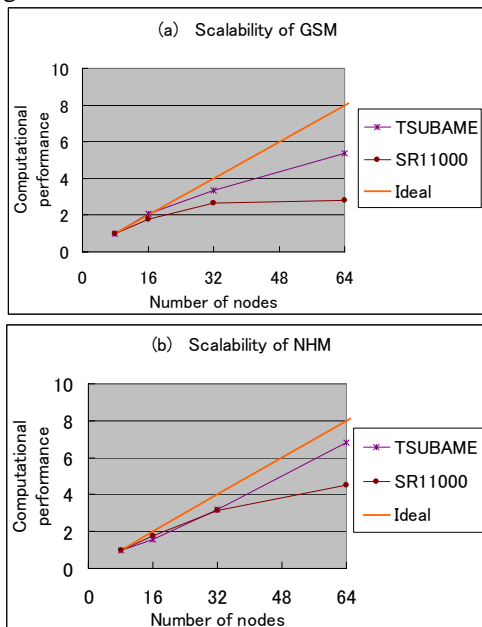 (a) Scalability of GSM
10
8
6
4
2
0
0 16 32 48 64
Computational
performance
Number of nodes
TSUBAME
SR11000
Ideal
(b) Scalability of NHM
10
8
6
4
2
0
0 16 32 48 64
Computational
performance
Number of nodes
TSUBAME
SR11000
Ideal